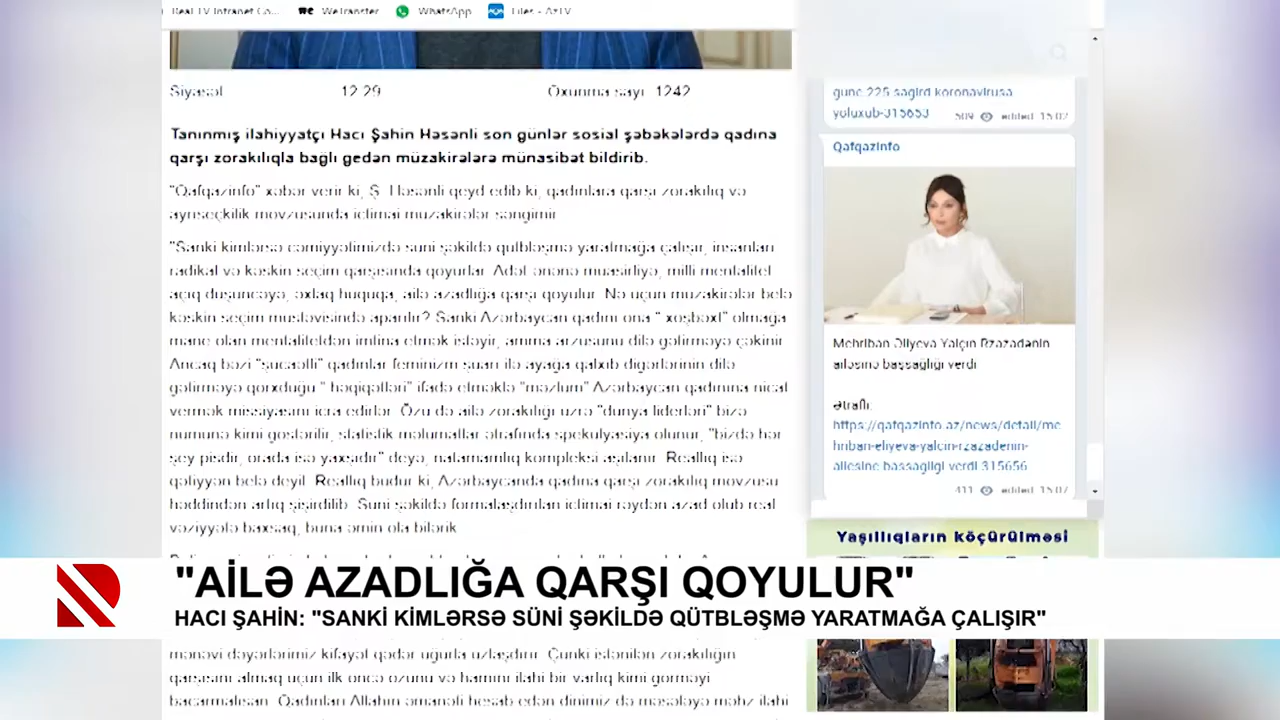 Real TV Intranet Co...
WeTransfer
WhatsApp
Files - AzTV
Siyasət
12:29
Oxunma sayı 1242
Tanınmış ilahiyyatçı Hacı Şahin Həsənli son günlər sosial şəbəkələrdə qadına
qarşı zorakılıqla bağlı gedən müzakirələrə münasibət bildirib.
"Qafqazinfo" xəbər verir ki, Ş. Həsənli qeyd edib ki, qadınlara qarşı zorakılıq və
ayrıseçkilik mövzusunda ictimai müzakirələr səngimir.
"Sanki kimlərsə cəmiyyətimizdə süni şəkildə qütbləşmə yaratmağa çalışır, insanları
radikal və kəskin seçim qarşısında qoyurlar. Adət-ənənə müasirliyə, milli mentalitet
açıq düşüncəyə, əxlaq hüquqa, ailə azadlığa qarşı qoyulur. Nə üçün müzakirələr belə
kəskin seçim müstəvisində aparılır? Sanki Azərbaycan qadını ona " xoşbəxt" olmağa
mane olan mentalitetdən imtina etmək istəyir, amma arzusunu dilə gətirməyə çəkinir.
Ancaq bəzi "şücaətli" qadınlar feminizm şüarı ilə ayağa qalxıb digərlərinin dilə
gətirməyə qorxduğu " həqiqətləri" ifadə etməklə "məzlum" Azərbaycan qadınına nicat
vermək missiyasını icra edirlər. Özü də ailə zorakılığı üzrə "dünya liderləri" bizə
nümunə kimi göstərilir, statistik məlumatlar ətrafında spekulyasiya olunur, "bizdə hər
şey pisdir, orada isə yaxşıdır" deyə, natamamlıq kompleksi aşılanır. Reallıq isə
qətiyyən belə deyil. Reallıq budur ki, Azərbaycanda qadına qarşı zorakılıq mövzusu
həddindən artıq şişirdilib. Süni şəkildə formalaşdırılan ictimai rəydən azad olub real
vəziyyətə baxsaq, buna əmin ola bilərik.
gunc-225-sagird-koronavirusa
yoluxub-315653
509
edited 15:02
Qafqazinfo
Mehriban Əliyeva Yalçın Rzazadənin
ailəsinə başsağlığı verdi
Ətraflı:
https://qafqazinfo.az/news/detail/me
hriban-eliyeva-yalcin-rzazadenin-
ailesine-bassagligi-verdi-315656
411
edited 15:07
Yaşıllıqların köçürülməsi
"AİLƏ AZADLIĞA QARŞI QOYULUR"
HACI ŞAHİN: "SANKİ KİMLƏRSƏ SÜNİ ŞƏKİLDƏ QÜTBLƏŞMƏ YARATMAĞA ÇALIŞIR"
mənəvi dəyərlərimiz kifayət qədər uğurla uzlaşdırır. Çünki istənilən zorakılığın
qarşısını almaq üçün ilk öncə özünü və hamını ilahi bir varlıq kimi görməyi
bacarmalısan. Qadınları Allahın əmanəti hesab edən dinimiz də məsələyə məhz ilahi